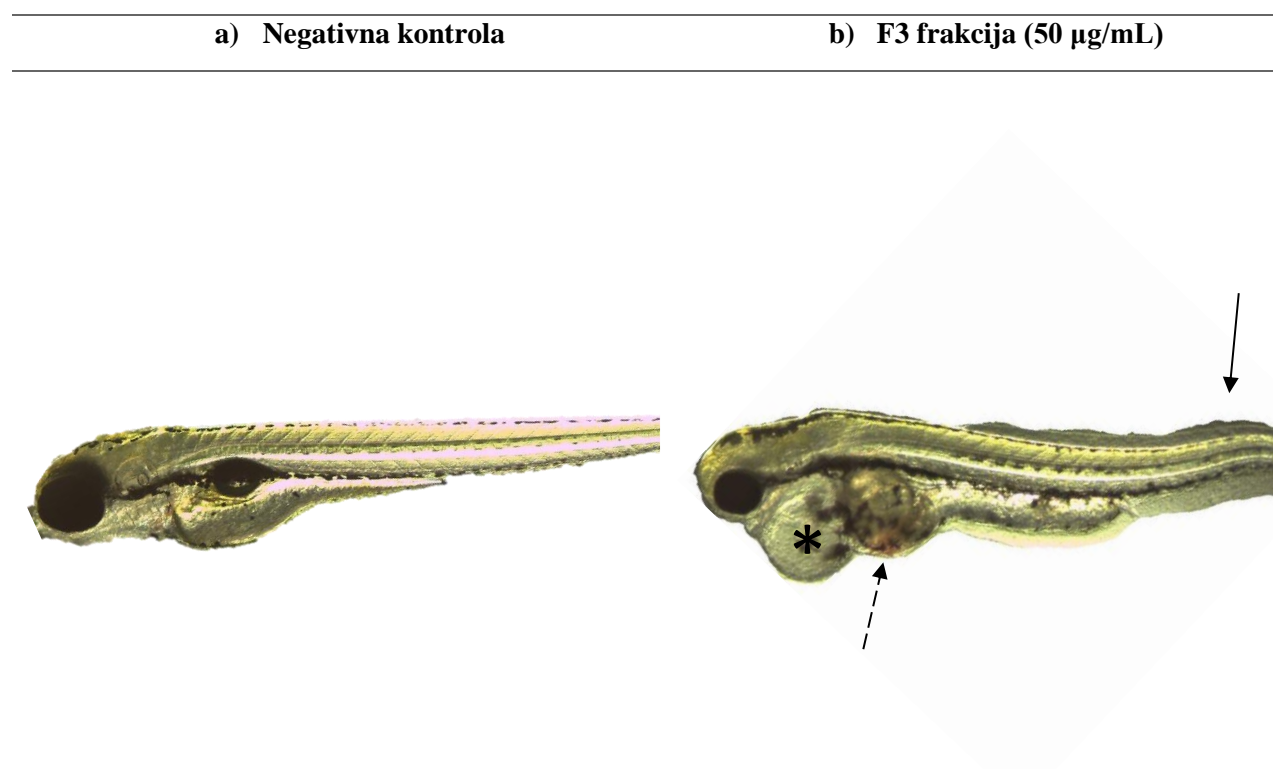 a) Negativna kontrola
b) F3 frakcija (50 µg/mL)
*